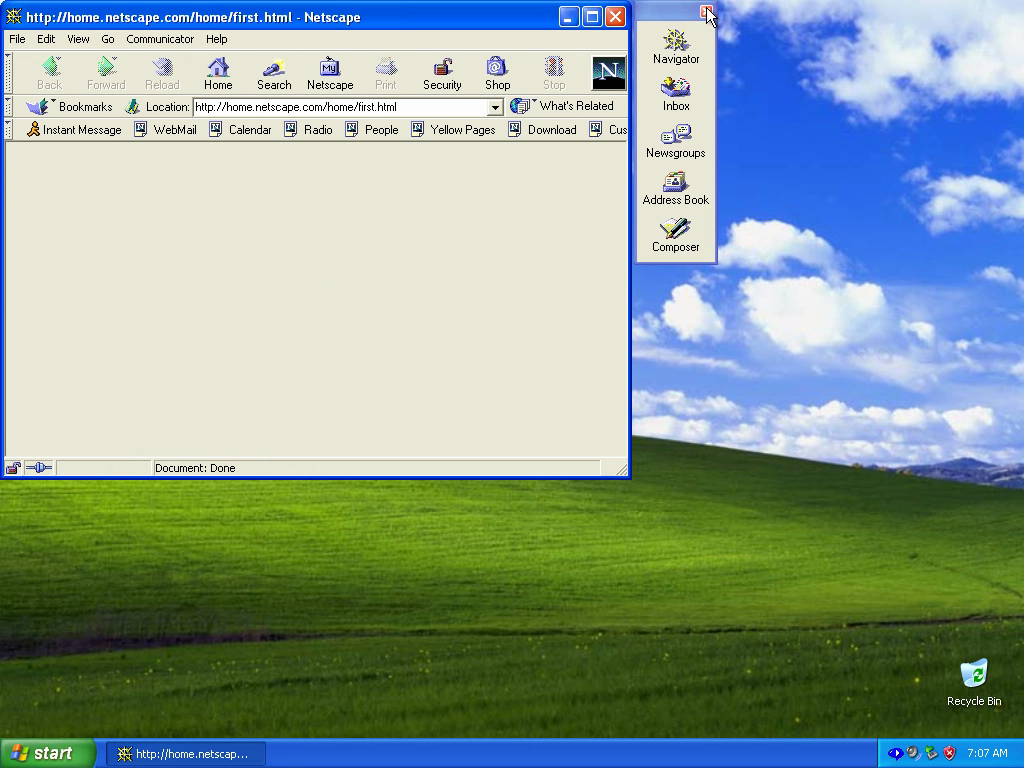 http://home.netscape.com/home/first.html - Netscape
File Edit View Go Communicator Help
Back Forward Reload Home Search Netscape Print Security Shop Stop
My
N
Bookmarks Location: http://home.netscape.com/home/first.html What's Related
Instant Message WebMail Calendar Radio People Yellow Pages Download Cus
Document: Done
Navigator
Inbox
Newsgroups
Address Book
Composer
Recycle Bin
start http://home.netscap... 7:07 AM